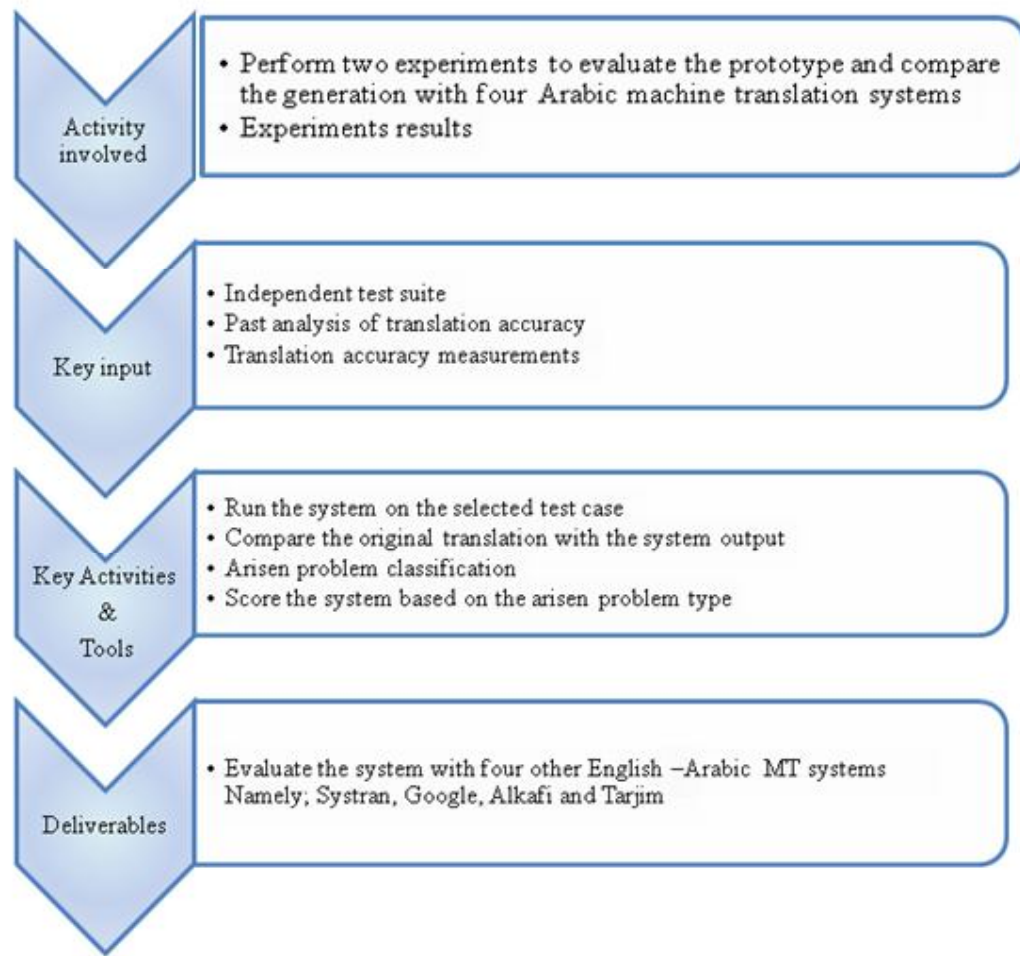 Activity
involved
• Perform two experiments to evaluate the prototype and compare
the generation with four Arabic machine translation systems
• Experiments results
Key input
• Independent test suite
• Past analysis of translation accuracy
• Translation accuracy measurements
Key Activities
&
Tools
• Run the system on the selected test case
• Compare the original translation with the system output
• Arisen problem classification
• Score the system based on the arisen problem type
Deliverables
• Evaluate the system with four other English –Arabic MT systems
Namely; Systran, Google, Alkafi and Tarjim